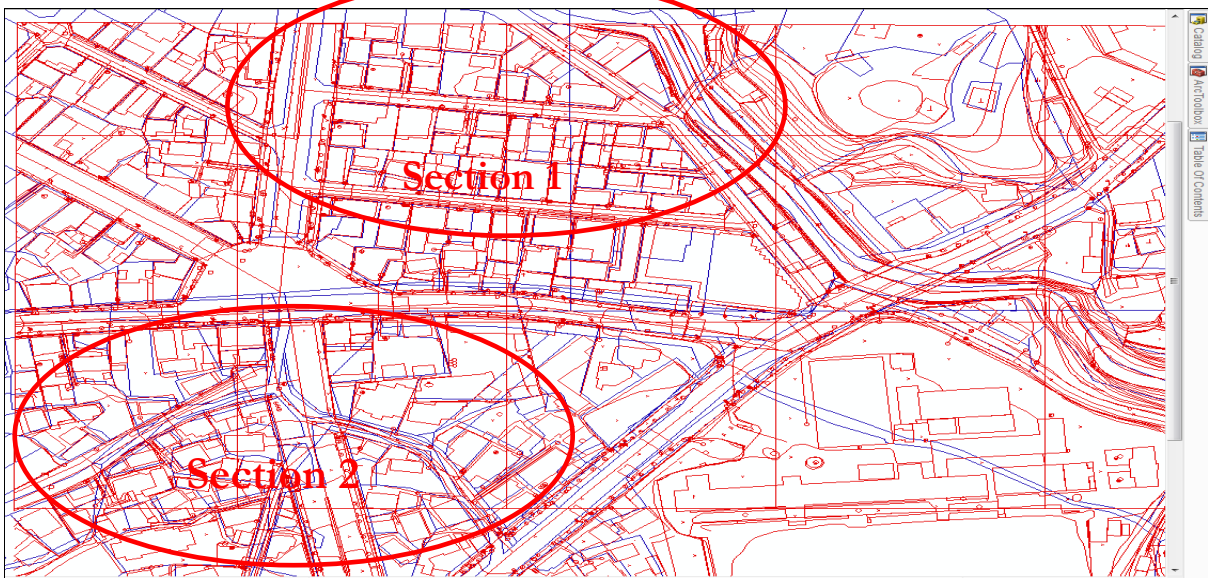 Section 1
Section 2
Catalog
ArcToolbox
Table Of Contents